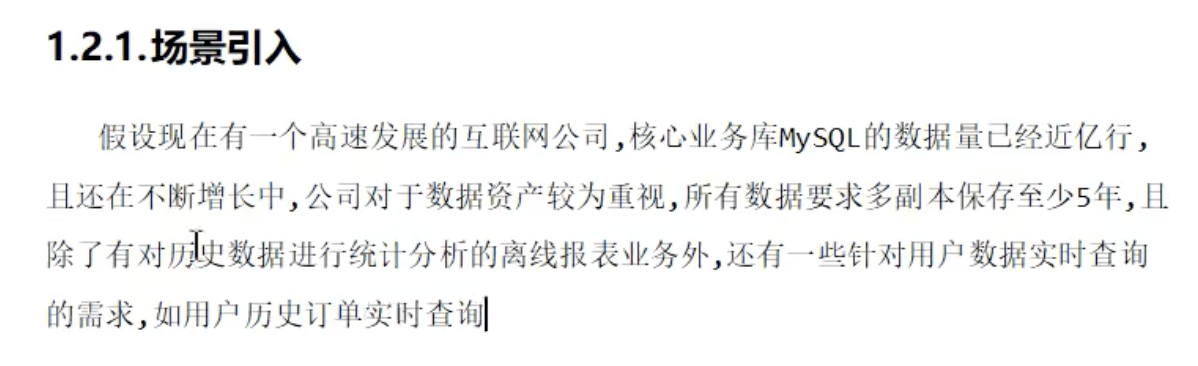 1.2.1.场景引入
假设现在有一个高速发展的互联网公司,核心业务库MySQL的数据量已经近亿行,
且还在不断增长中,公司对于数据资产较为重视,所有数据要求多副本保存至少5年,且
除了有对历史数据进行统计分析的离线报表业务外,还有一些针对用户数据实时查询
的需求,如用户历史订单实时查询